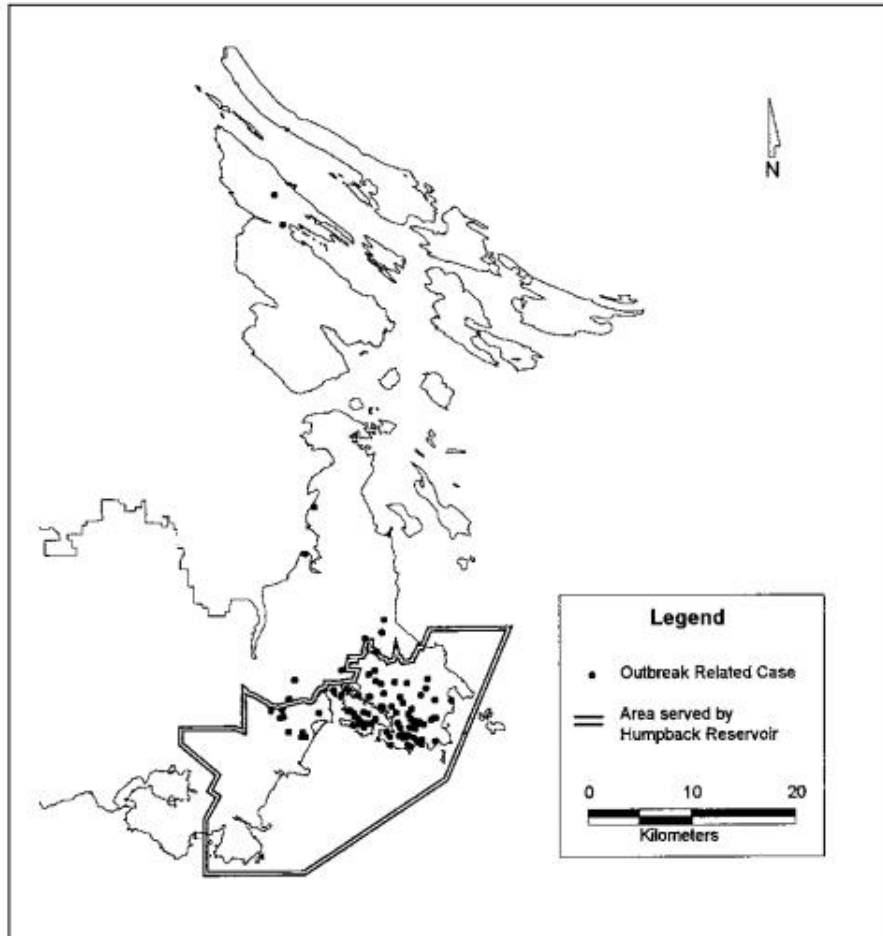 N
Legend
Outbreak Related Case
Area served by
Humpback Reservoir
0 10 20
Kilometers